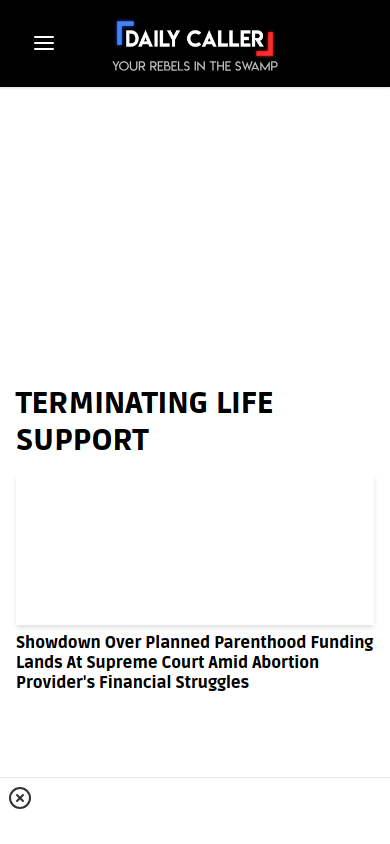 DAILY CALLER
YOUR REBELS IN THE SWAMP
TERMINATING LIFE
SUPPORT
Showdown Over Planned Parenthood Funding
Lands At Supreme Court Amid Abortion
Provider's Financial Struggles